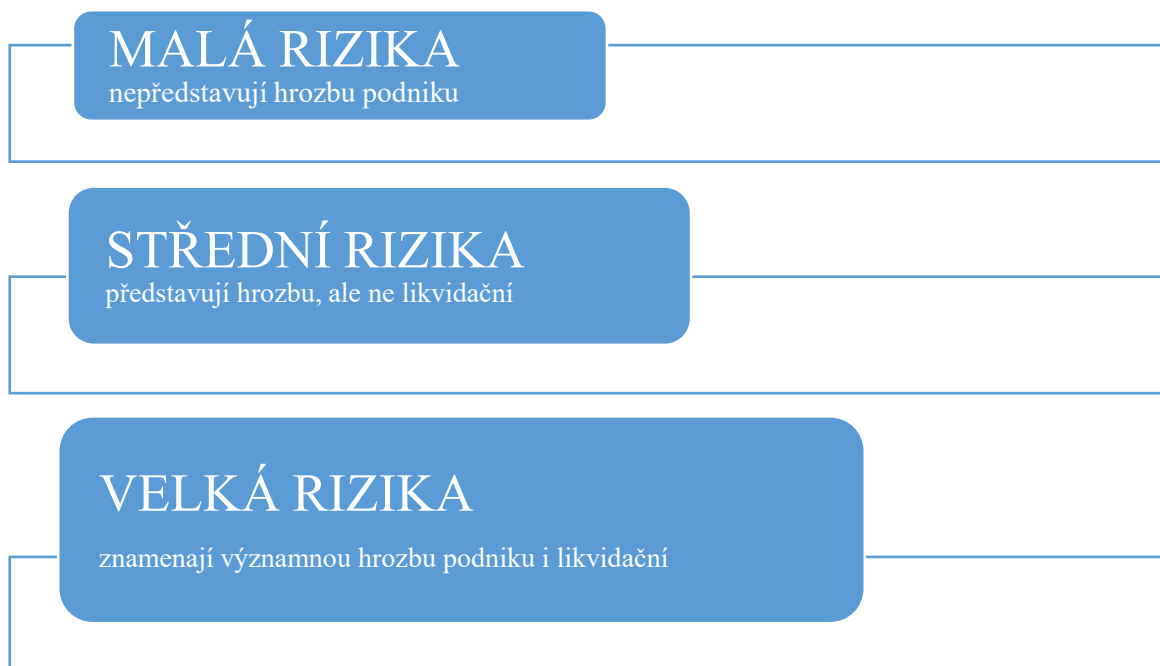 MALÁ RIZIKA
nepředstavují hrozbu podniku
STŘEDNÍ RIZIKA
představují hrozbu, ale ne likvidační
VELKÁ RIZIKA
znamenají významnou hrozbu podniku i likvidační